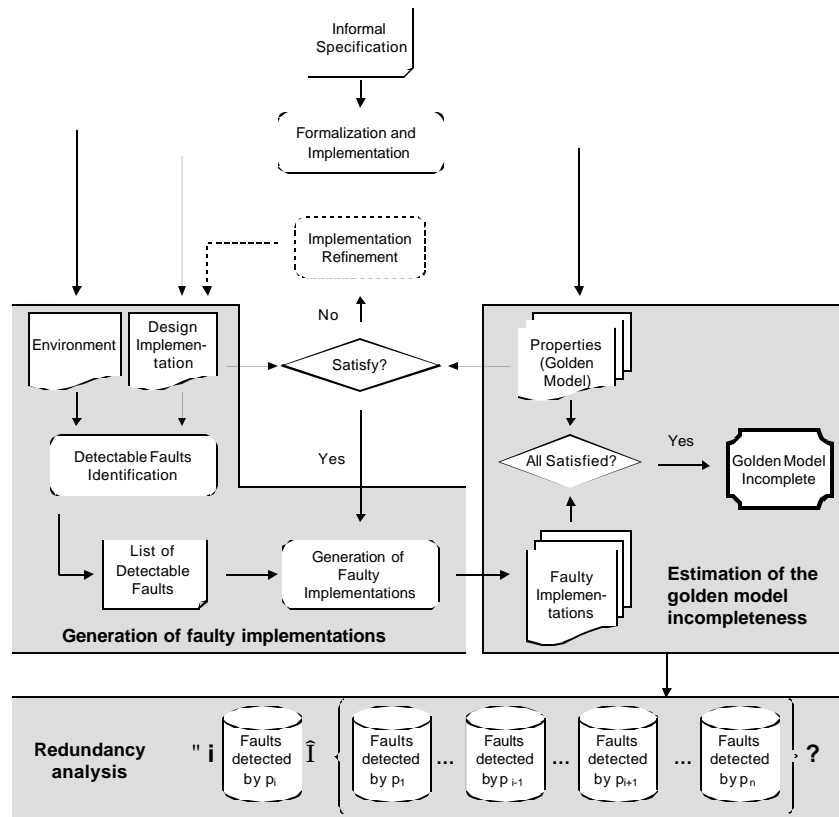 Informal
Specification
Formalization and
Implementation
Implementation
Refinement
No
Environment
Design
Implemen-
tation
Satisfy?
Properties
(Golden
Model)
Yes
Detectable Faults
Identification
All Satisfied?
Yes
Golden Model
Incomplete
List of
Detectable
Faults
Generation of
Faulty
Implementations
Faulty
Implemen-
tations
Estimation of the
golden model
incompleteness
Generation of faulty implementations
Redundancy
analysis
" i
Faults
detected
by pi
Î
Faults
detected
by p1
...
Faults
detected
by p i-1
...
Faults
detected
by pi+1
...
Faults
detected
by pn
?